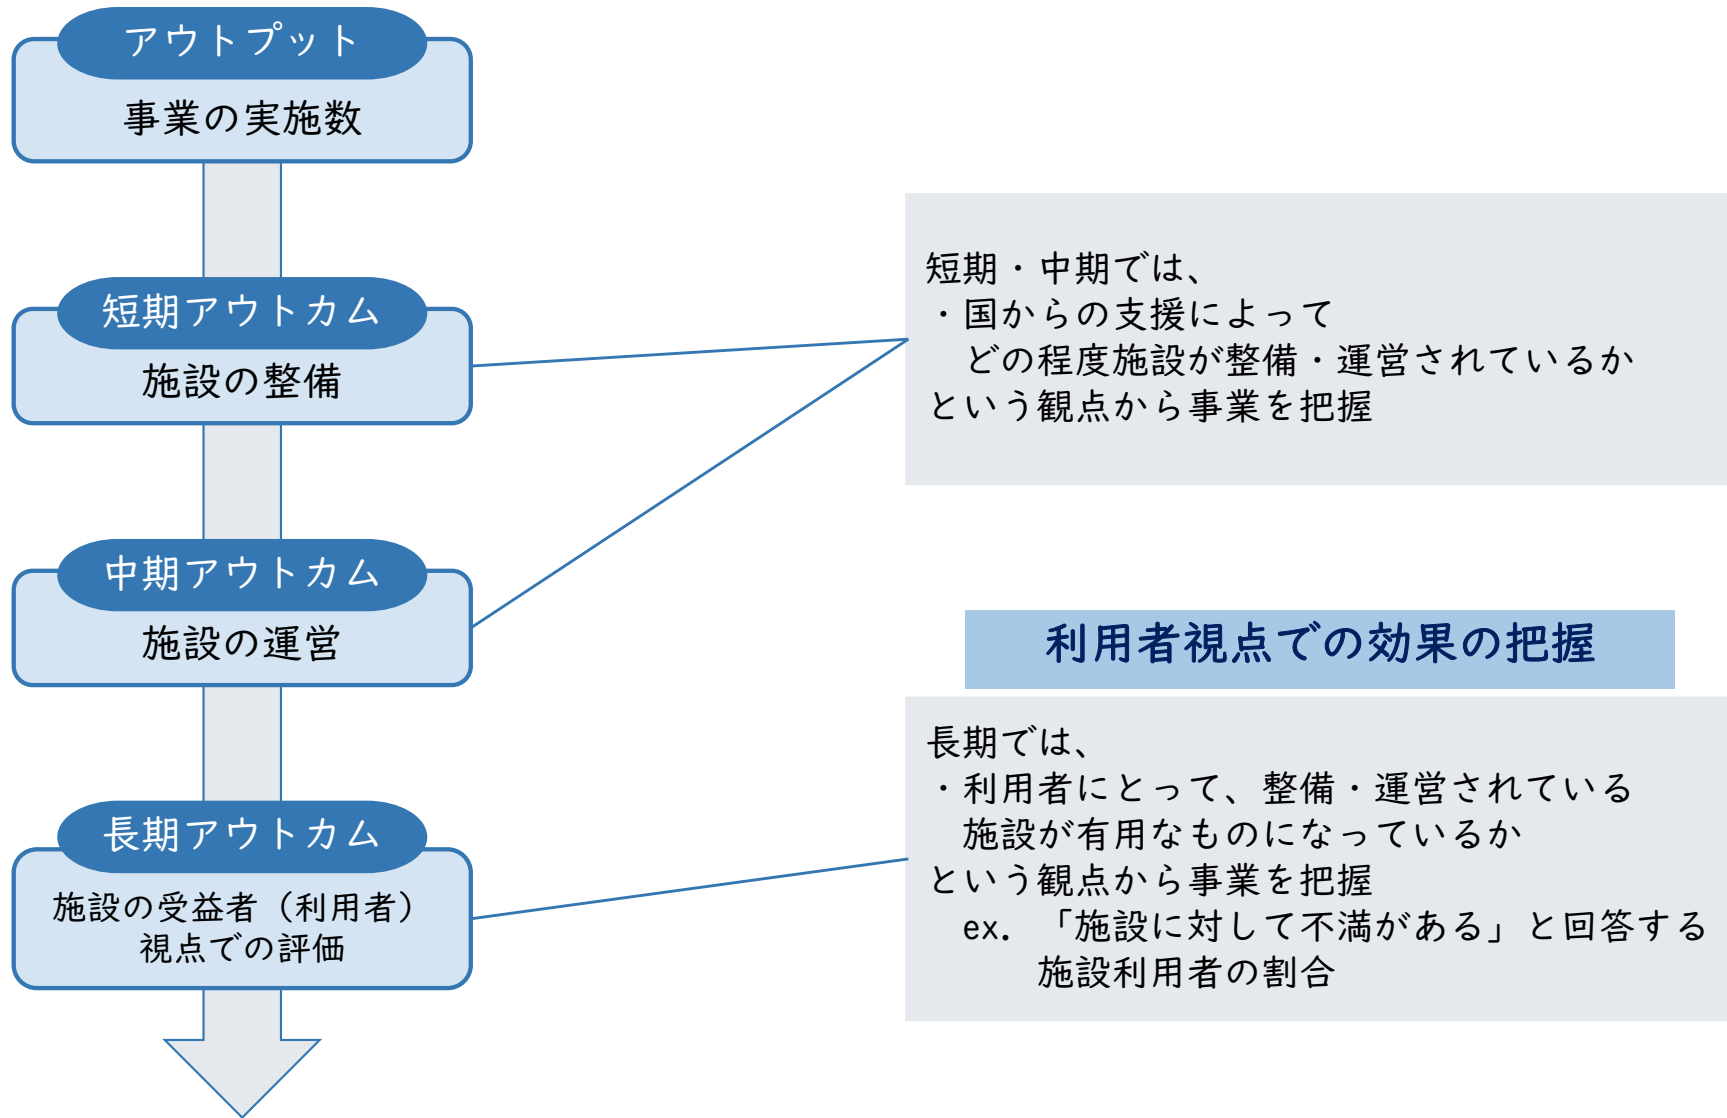 アウトプット
事業の実施数
短期アウトカム
施設の整備
中期アウトカム
施設の運営
長期アウトカム
施設の受益者（利用者）
視点での評価
短期・中期では、
・国からの支援によって
どの程度施設が整備・運営されているか
という観点から事業を把握
利用者視点での効果の把握
長期では、
・利用者にとって、整備・運営されている
施設が有用なものになっているか
という観点から事業を把握
ex. 「施設に対して不満がある」と回答する
施設利用者の割合